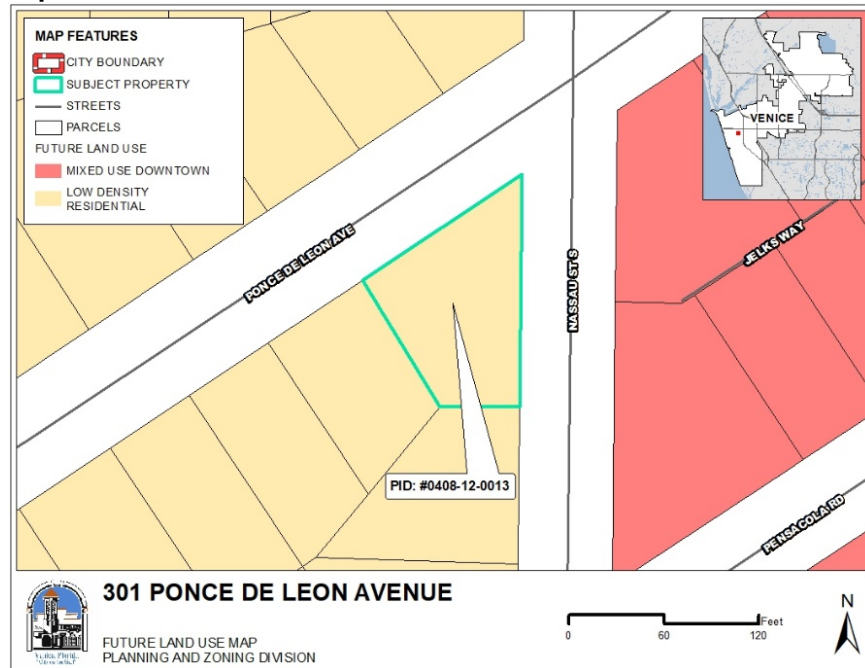 MAP FEATURES
CITY BOUNDARY
SUBJECT PROPERTY
STREETS
PARCELS
FUTURE LAND USE
MIXED USE DOWNTOWN
LOW DENSITY
RESIDENTIAL
VENICE
PONCE DE LEON AVE
NASSAU ST S
JELKS WAY
PENSACOLA RD
PID: #0408-12-0013
301 PONCE DE LEON AVENUE
FUTURE LAND USE MAP
PLANNING AND ZONING DIVISION
Feet
0 60 120
N